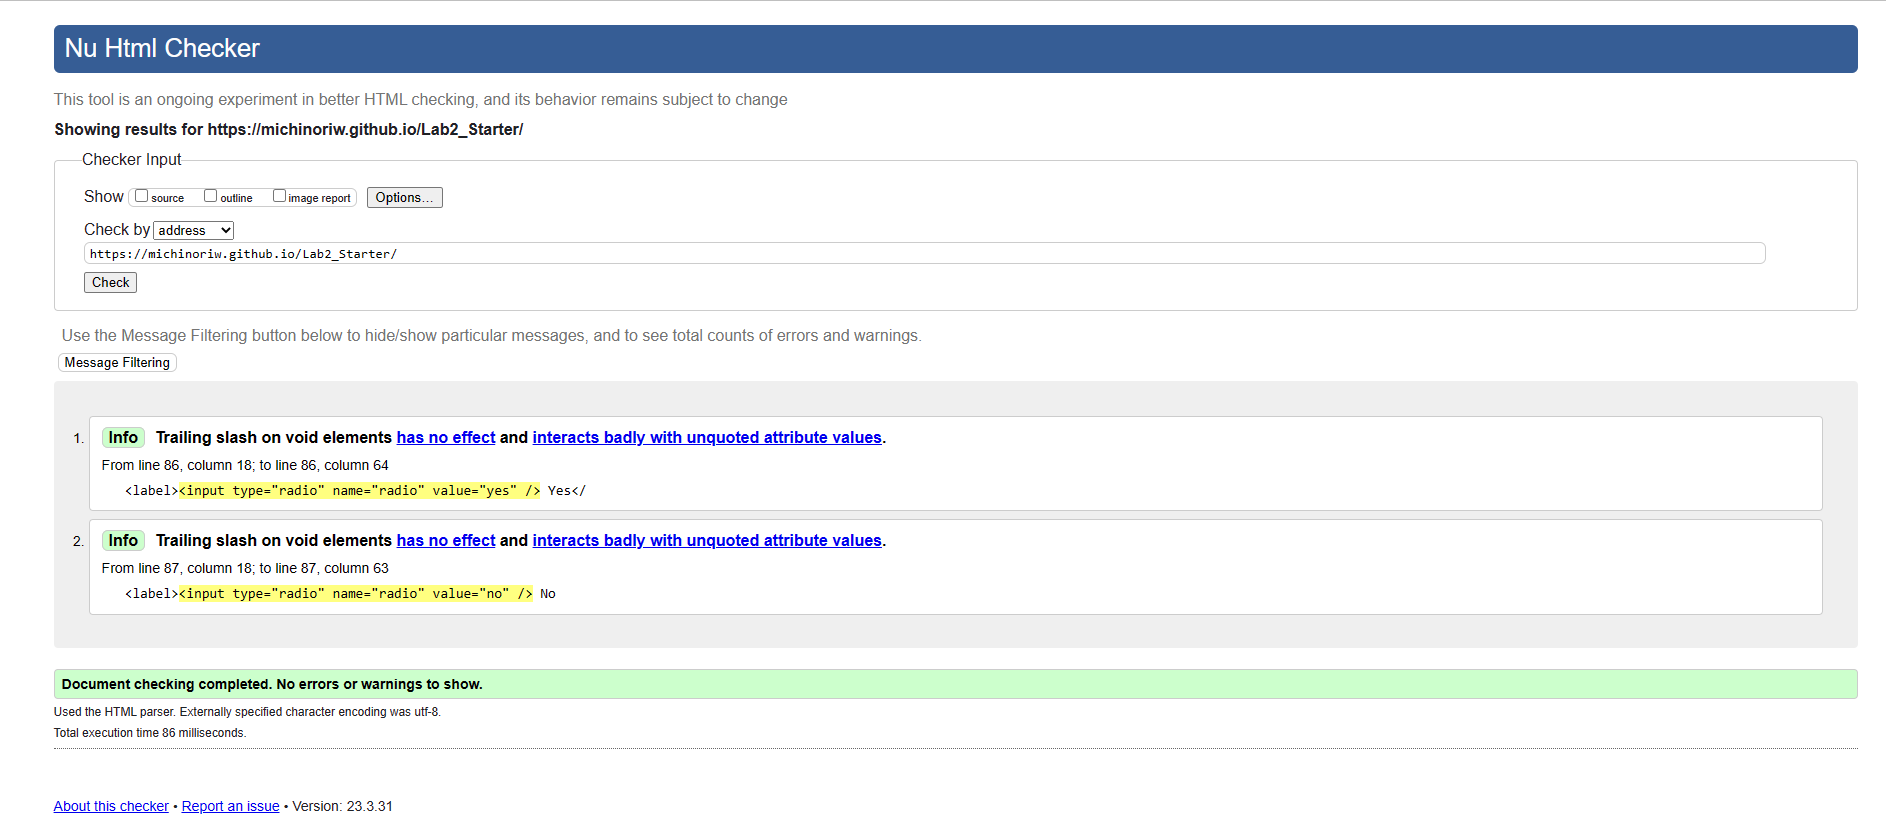 Nu Html Checker
This tool is an ongoing experiment in better HTML checking, and its behavior remains subject to change
Showing results for https://michinoriw.github.io/Lab2_Starter/
Checker Input
Show source outline image report Options...
Check by address
https://michinoriw.github.io/Lab2_Starter/
Check
Use the Message Filtering button below to hide/show particular messages, and to see total counts of errors and warnings.
Message Filtering
1. Info Trailing slash on void elements has no effect and interacts badly with unquoted attribute values.
From line 86, column 18; to line 86, column 64
<label><input type="radio" name="radio" value="yes" /> Yes</
2. Info Trailing slash on void elements has no effect and interacts badly with unquoted attribute values.
From line 87, column 18; to line 87, column 63
<label><input type="radio" name="radio" value="no" /> No
Document checking completed. No errors or warnings to show.
Used the HTML parser. Externally specified character encoding was utf-8.
Total execution time 86 milliseconds.
About this checker • Report an issue • Version: 23.3.31